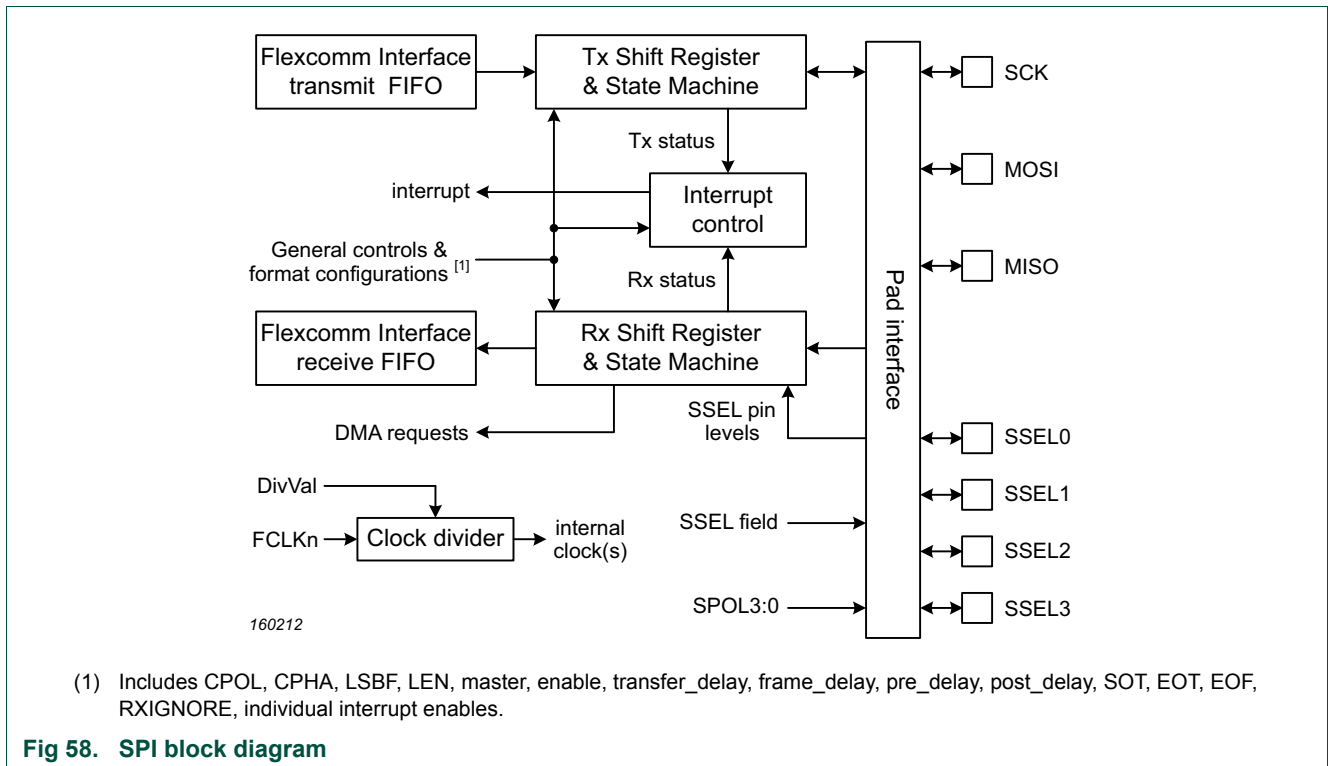 Flexcomm Interface
transmit FIFO
Tx Shift Register
& State Machine
SCK
Tx status
MOSI
interrupt
Interrupt
control
General controls &
format configurations [1]
Rx status
MISO
Pad interface
Flexcomm Interface
receive FIFO
Rx Shift Register
& State Machine
SSEL pin
levels
DMA requests
SSEL0
DivVal
SSEL1
SSEL field
FCLKn
Clock divider
internal
clock(s)
SSEL2
SPOL3:0
SSEL3
160212
(1) Includes CPOL, CPHA, LSBF, LEN, master, enable, transfer_delay, frame_delay, pre_delay, post_delay, SOT, EOT, EOF,
RXIGNORE, individual interrupt enables.
Fig 58. SPI block diagram